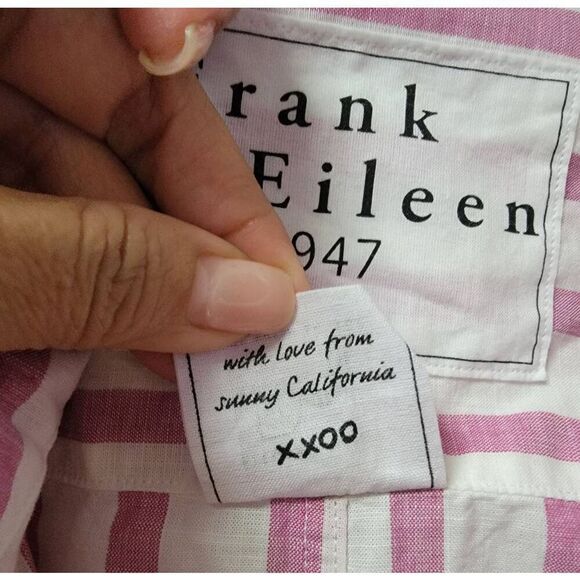 rank
Eileen
947
with love from
sunny California
XXOO